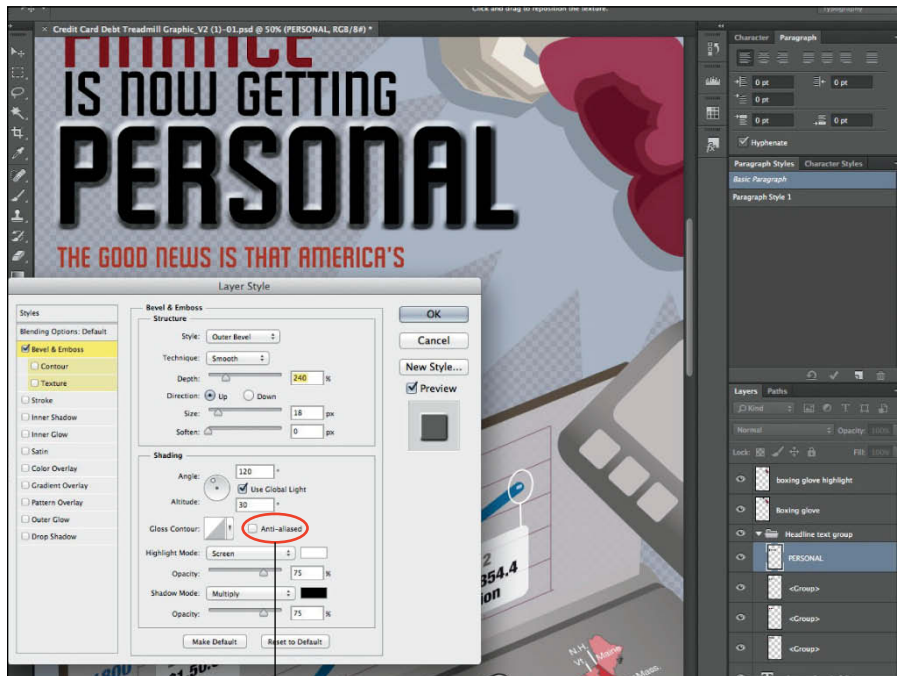 Click and drag to reposition the texture.
Typography
× Credit Card Debt Treadmill Graphic_V2 (1)-01.psd @ 50% (PERSONAL, RGB/8#) *
FINANCE
IS NOW GETTING
PERSONAL
THE GOOD NEWS IS THAT AMERICA'S
Layer Style
Styles
Blending Options: Default
Bevel & Emboss
Contour
Texture
Stroke
Inner Shadow
Inner Glow
Satin
Color Overlay
Gradient Overlay
Pattern Overlay
Outer Glow
Drop Shadow
Bevel & Emboss
Structure
Style: Outer Bevel
Technique: Smooth
Depth: 240 %
Direction: Up Down
Size: 18 px
Soften: 0 px
Shading
Angle: 120 °
Use Global Light
Altitude: 30 °
Gloss Contour: Anti-aliased
Highlight Mode: Screen
Opacity: 75 %
Shadow Mode: Multiply
Opacity: 75 %
Make Default Reset to Default
OK
Cancel
New Style...
Preview
2
354.4
ion
N.H.
Vt.
Maine
Mass.
Character Paragraph
0 pt 0 pt
0 pt
0 pt 0 pt
Hyphenate
Paragraph Styles Character Styles
Basic Paragraph
Paragraph Style 1
Layers Paths
Kind
Normal Opacity: 100%
Lock: Fill: 100%
boxing glove highlight
Boxing glove
Headline text group
PERSONAL
<Group>
<Group>
<Group>